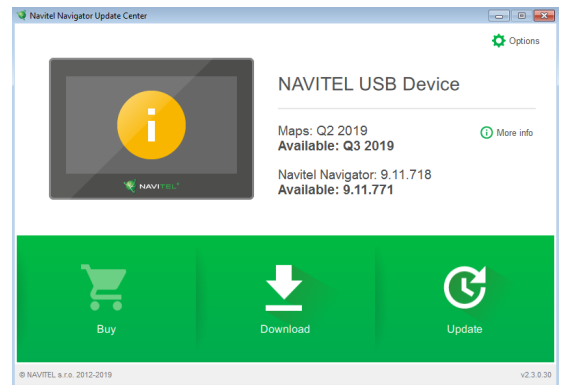 Navitel Navigator Update Center
Options
NAVITEL USB Device
Maps: Q2 2019
Available: Q3 2019
More info
Navitel Navigator: 9.11.718
Available: 9.11.771
NAVITEL®
Buy
Download
Update
© NAVITEL s.r.o. 2012-2019
v2.3.0.30